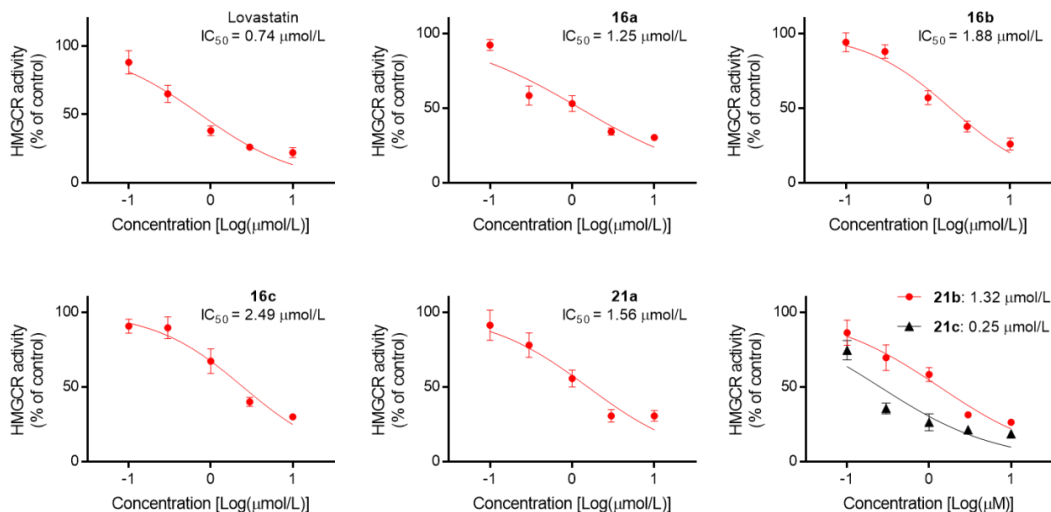 Lovastatin
IC50 = 0.74 μmol/L
100
50
0
-1 0 1
HMGCR activity
(% of control)
Concentration [Log(μmol/L)]
16a
IC50 = 1.25 μmol/L
100
50
0
-1 0 1
HMGCR activity
(% of control)
Concentration [Log(μmol/L)]
16b
IC50 = 1.88 μmol/L
100
50
0
-1 0 1
HMGCR activity
(% of control)
Concentration [Log(μmol/L)]
16c
IC50 = 2.49 μmol/L
100
50
0
-1 0 1
HMGCR activity
(% of control)
Concentration [Log(μmol/L)]
21a
IC50 = 1.56 μmol/L
100
50
0
-1 0 1
HMGCR activity
(% of control)
Concentration [Log(μmol/L)]
21b: 1.32 μmol/L
21c: 0.25 μmol/L
100
50
0
-1 0 1
HMGCR activity
(% of control)
Concentration [Log(μM)]